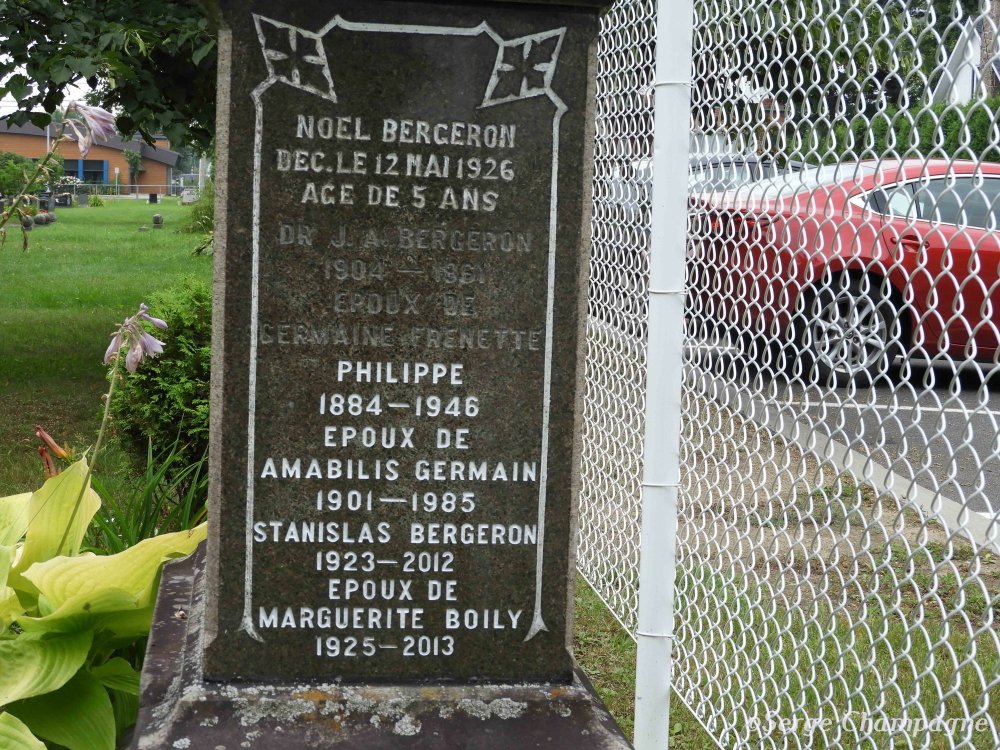 NOEL BERGERON
DEC. LE 12 MAI 1926
AGE DE 5 ANS
DR J. A. BERGERON
1904 — 1961
EPOUX DE
GERMAINE FRENETTE
PHILIPPE
1884—1946
EPOUX DE
AMABILIS GERMAIN
1901—1985
STANISLAS BERGERON
1923—2012
EPOUX DE
MARGUERITE BOILY
1925—2013
©Serge Champagne